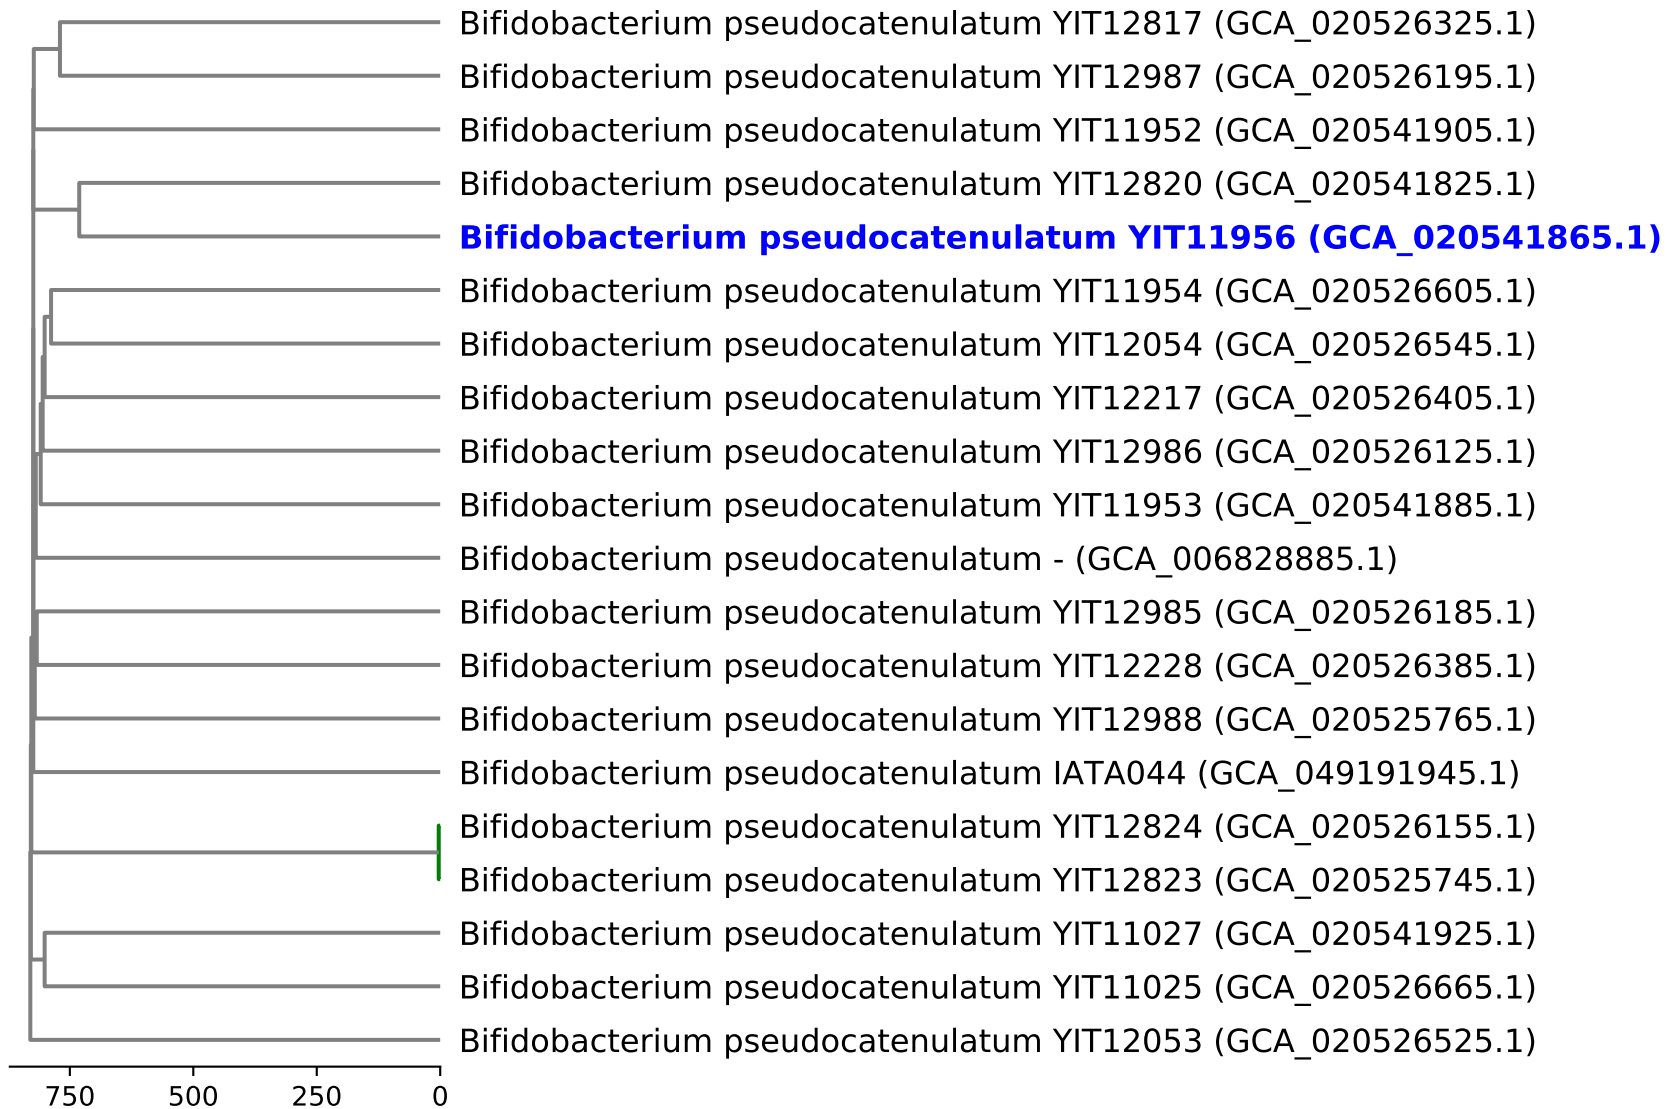 Bifidobacterium pseudocatenulatum YIT12817 (GCA_020526325.1)
Bifidobacterium pseudocatenulatum YIT12987 (GCA_020526195.1)
Bifidobacterium pseudocatenulatum YIT11952 (GCA_020541905.1)
Bifidobacterium pseudocatenulatum YIT12820 (GCA_020541825.1)
Bifidobacterium pseudocatenulatum YIT11956 (GCA_020541865.1)
Bifidobacterium pseudocatenulatum YIT11954 (GCA_020526605.1)
Bifidobacterium pseudocatenulatum YIT12054 (GCA_020526545.1)
Bifidobacterium pseudocatenulatum YIT12217 (GCA_020526405.1)
Bifidobacterium pseudocatenulatum YIT12986 (GCA_020526125.1)
Bifidobacterium pseudocatenulatum YIT11953 (GCA_020541885.1)
Bifidobacterium pseudocatenulatum - (GCA_006828885.1)
Bifidobacterium pseudocatenulatum YIT12985 (GCA_020526185.1)
Bifidobacterium pseudocatenulatum YIT12228 (GCA_020526385.1)
Bifidobacterium pseudocatenulatum YIT12988 (GCA_020525765.1)
Bifidobacterium pseudocatenulatum IATA044 (GCA_049191945.1)
Bifidobacterium pseudocatenulatum YIT12824 (GCA_020526155.1)
Bifidobacterium pseudocatenulatum YIT12823 (GCA_020525745.1)
Bifidobacterium pseudocatenulatum YIT11027 (GCA_020541925.1)
Bifidobacterium pseudocatenulatum YIT11025 (GCA_020526665.1)
Bifidobacterium pseudocatenulatum YIT12053 (GCA_020526525.1)
750 500 250 0